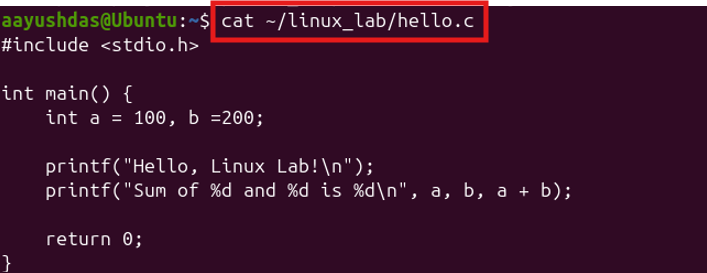 aayushdas@Ubuntu:~$ cat ~/linux_lab/hello.c
#include <stdio.h>

int main() {
    int a = 100, b =200;

    printf("Hello, Linux Lab!\n");
    printf("Sum of %d and %d is %d\n", a, b, a + b);

    return 0;
}